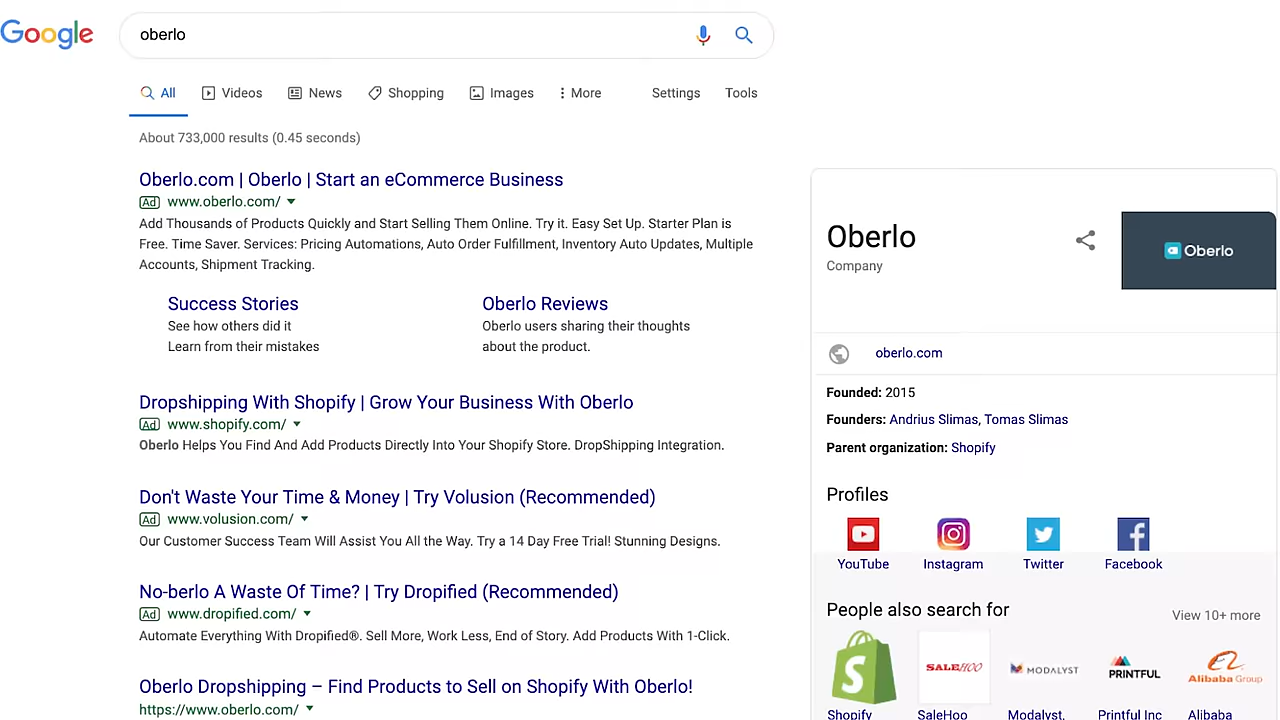 Google
oberlo
All
Videos
News
Shopping
Images
More
Settings
Tools
About 733,000 results (0.45 seconds)
Oberlo.com | Oberlo | Start an eCommerce Business
Ad www.oberlo.com/
Add Thousands of Products Quickly and Start Selling Them Online. Try it. Easy Set Up. Starter Plan is
Free. Time Saver. Services: Pricing Automations, Auto Order Fulfillment, Inventory Auto Updates, Multiple
Accounts, Shipment Tracking.
Success Stories
See how others did it
Learn from their mistakes
Oberlo Reviews
Oberlo users sharing their thoughts
about the product.
Dropshipping With Shopify | Grow Your Business With Oberlo
Ad www.shopify.com/
Oberlo Helps You Find And Add Products Directly Into Your Shopify Store. DropShipping Integration.
Don't Waste Your Time & Money | Try Volusion (Recommended)
Ad www.volusion.com/
Our Customer Success Team Will Assist You All the Way. Try a 14 Day Free Trial! Stunning Designs.
No-berlo A Waste Of Time? | Try Dropified (Recommended)
Ad www.dropified.com/
Automate Everything With Dropified®. Sell More, Work Less, End of Story. Add Products With 1-Click.
Oberlo Dropshipping – Find Products to Sell on Shopify With Oberlo!
https://www.oberlo.com/
Oberlo
Company
Oberlo
oberlo.com
Founded: 2015
Founders: Andrius Slimas, Tomas Slimas
Parent organization: Shopify
Profiles
YouTube
Instagram
Twitter
Facebook
People also search for
View 10+ more
S
SALEHOO
MODALYST
PRINTFUL
Alibaba Group
Shopify
SaleHoo
Modalyst,
Printful Inc
Alibaba